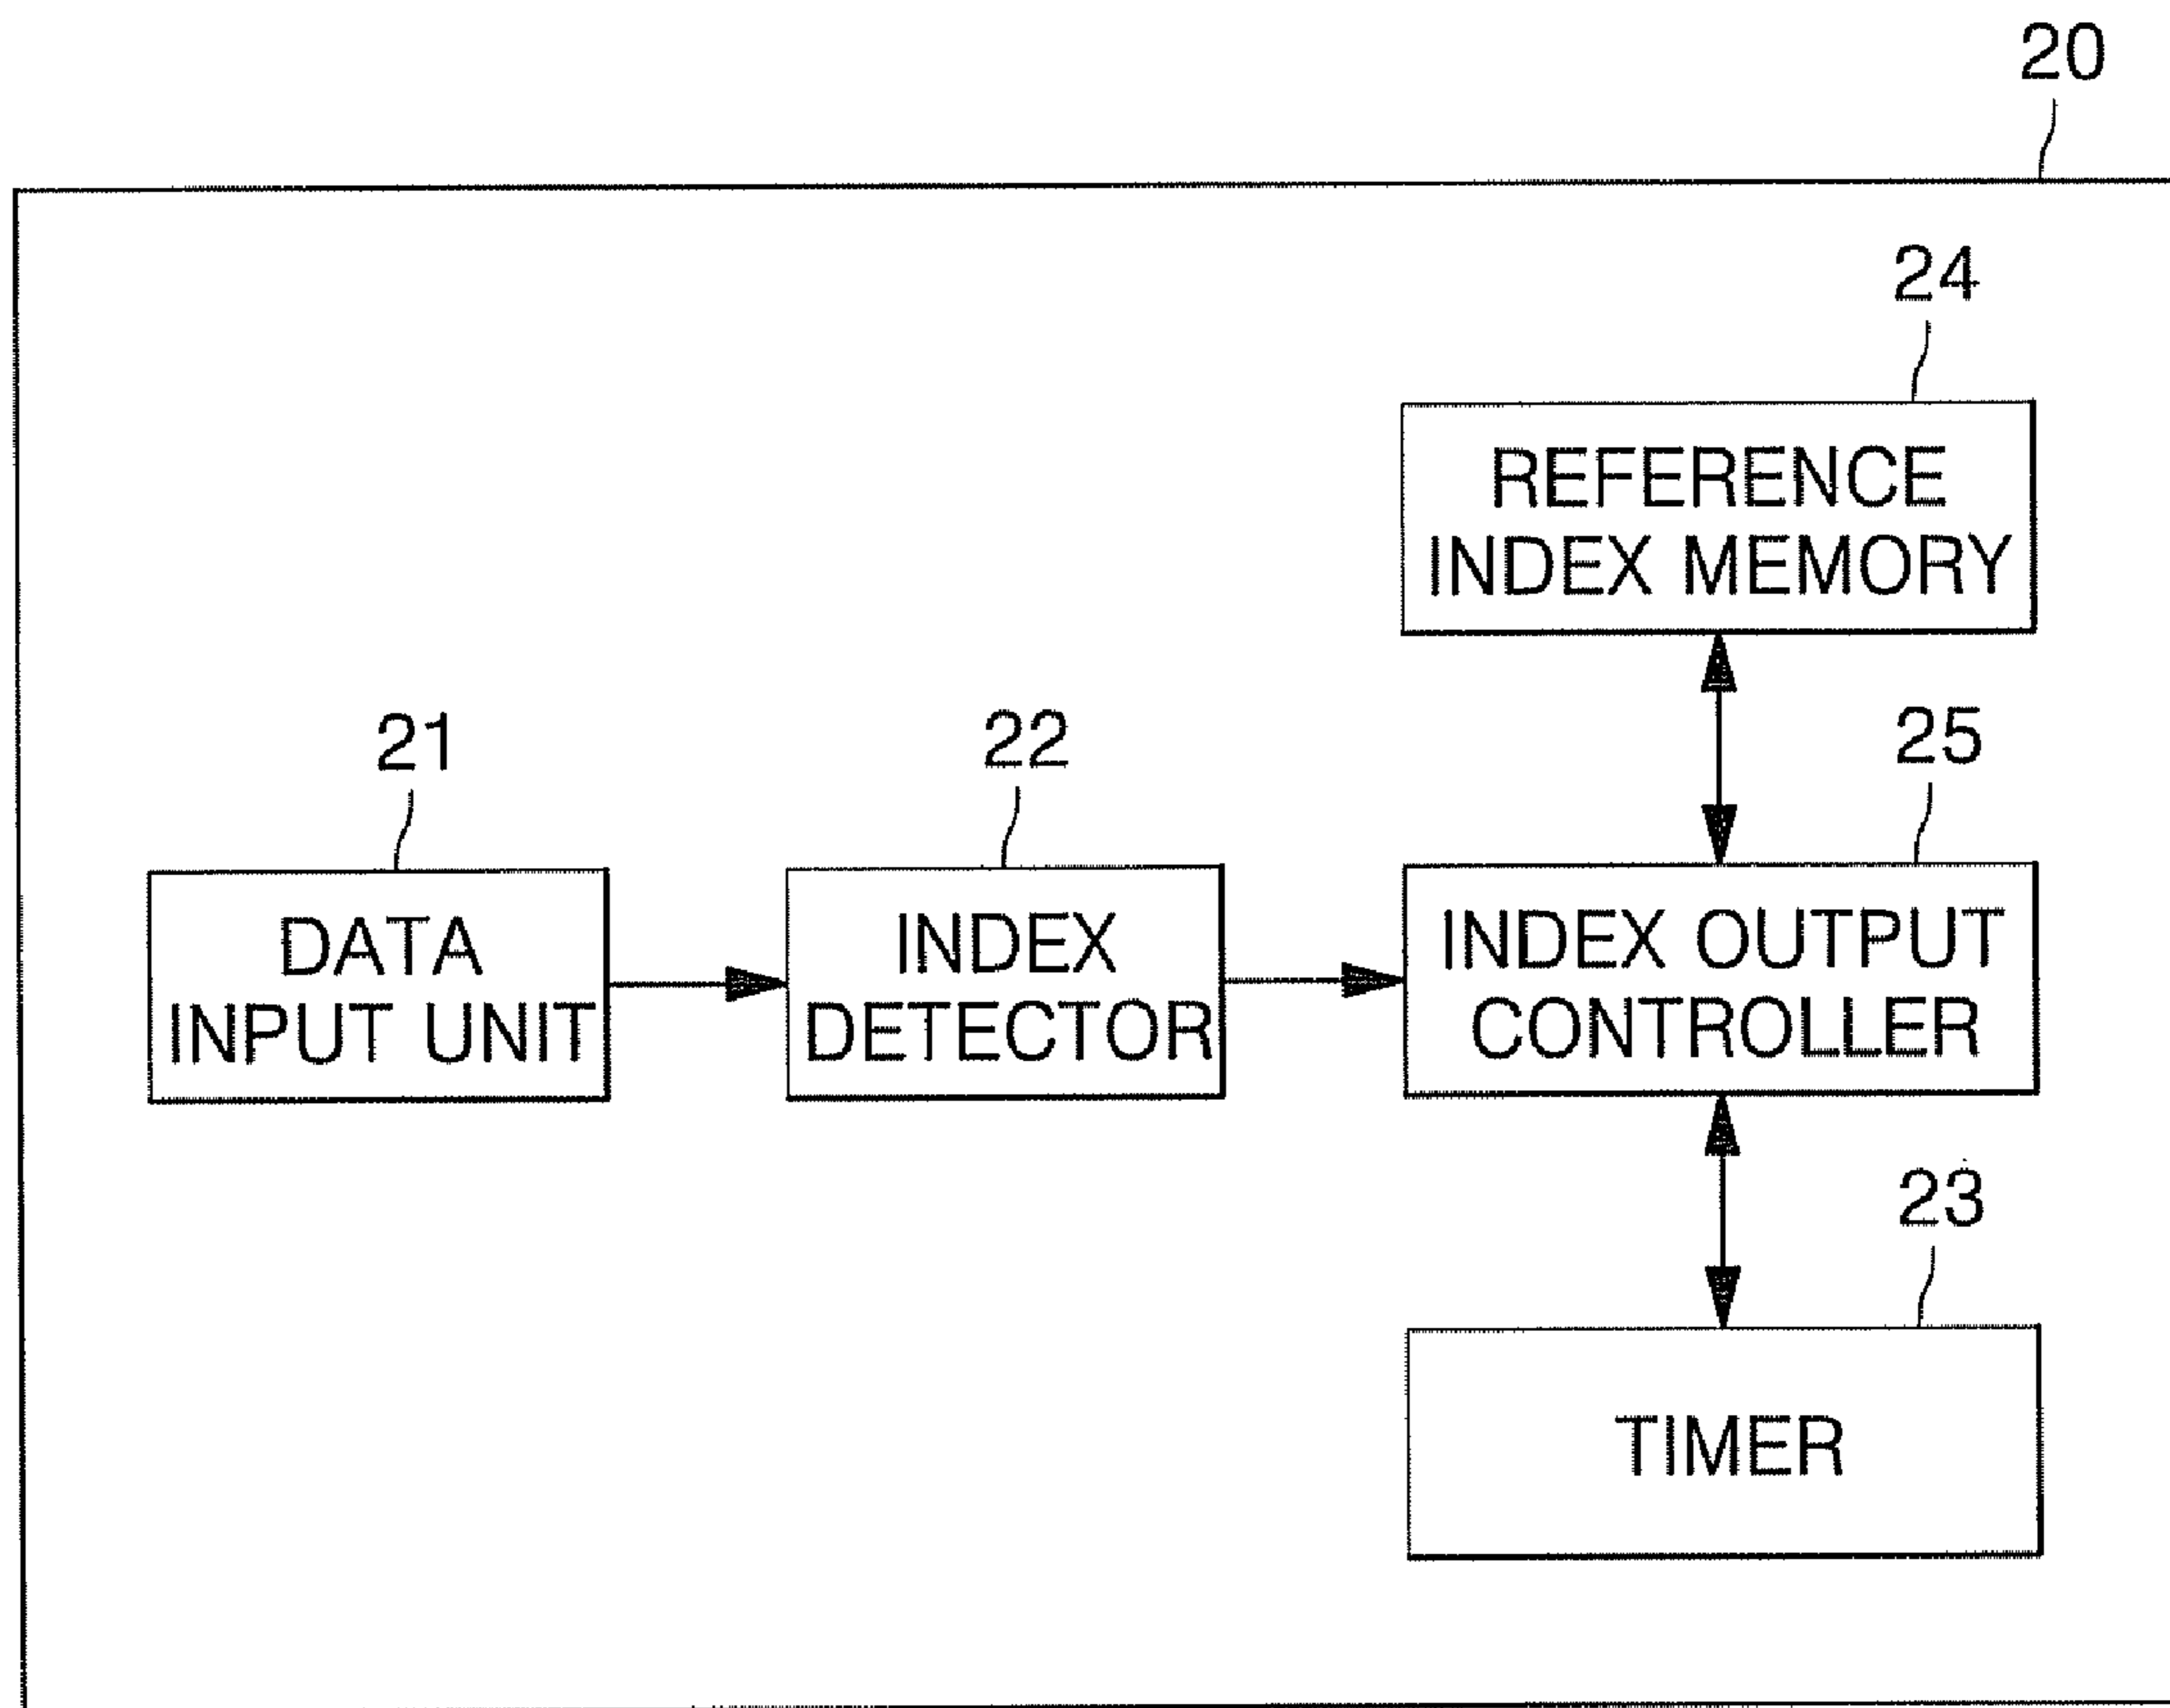 20
24
REFERENCE
INDEX MEMORY
21
22
25
DATA
INPUT UNIT
INDEX
DETECTOR
INDEX OUTPUT
CONTROLLER
23
TIMER